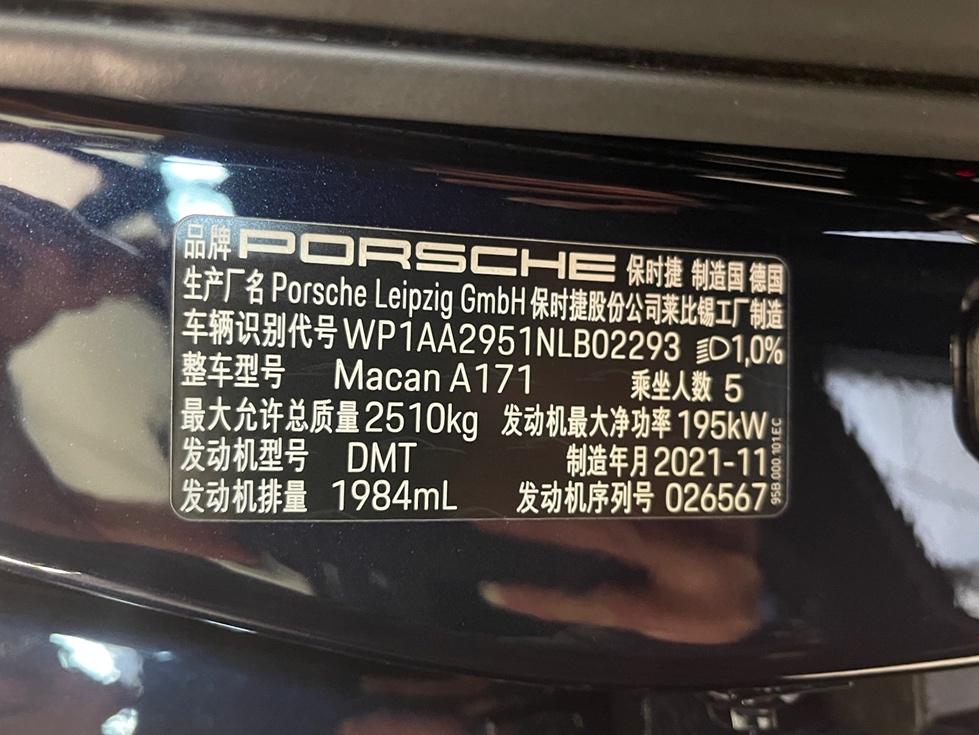 品牌 PORSCHE 保时捷 制造国 德国
生产厂名 Porsche Leipzig GmbH 保时捷股份公司莱比锡工厂制造
车辆识别代号 WP1AA2951NLB02293 1,0%
整车型号 Macan A171 乘坐人数 5
最大允许总质量 2510kg 发动机最大净功率 195kW
发动机型号 DMT 制造年月 2021-11
发动机排量 1984mL 发动机序列号 026567
95B.000.101.EC